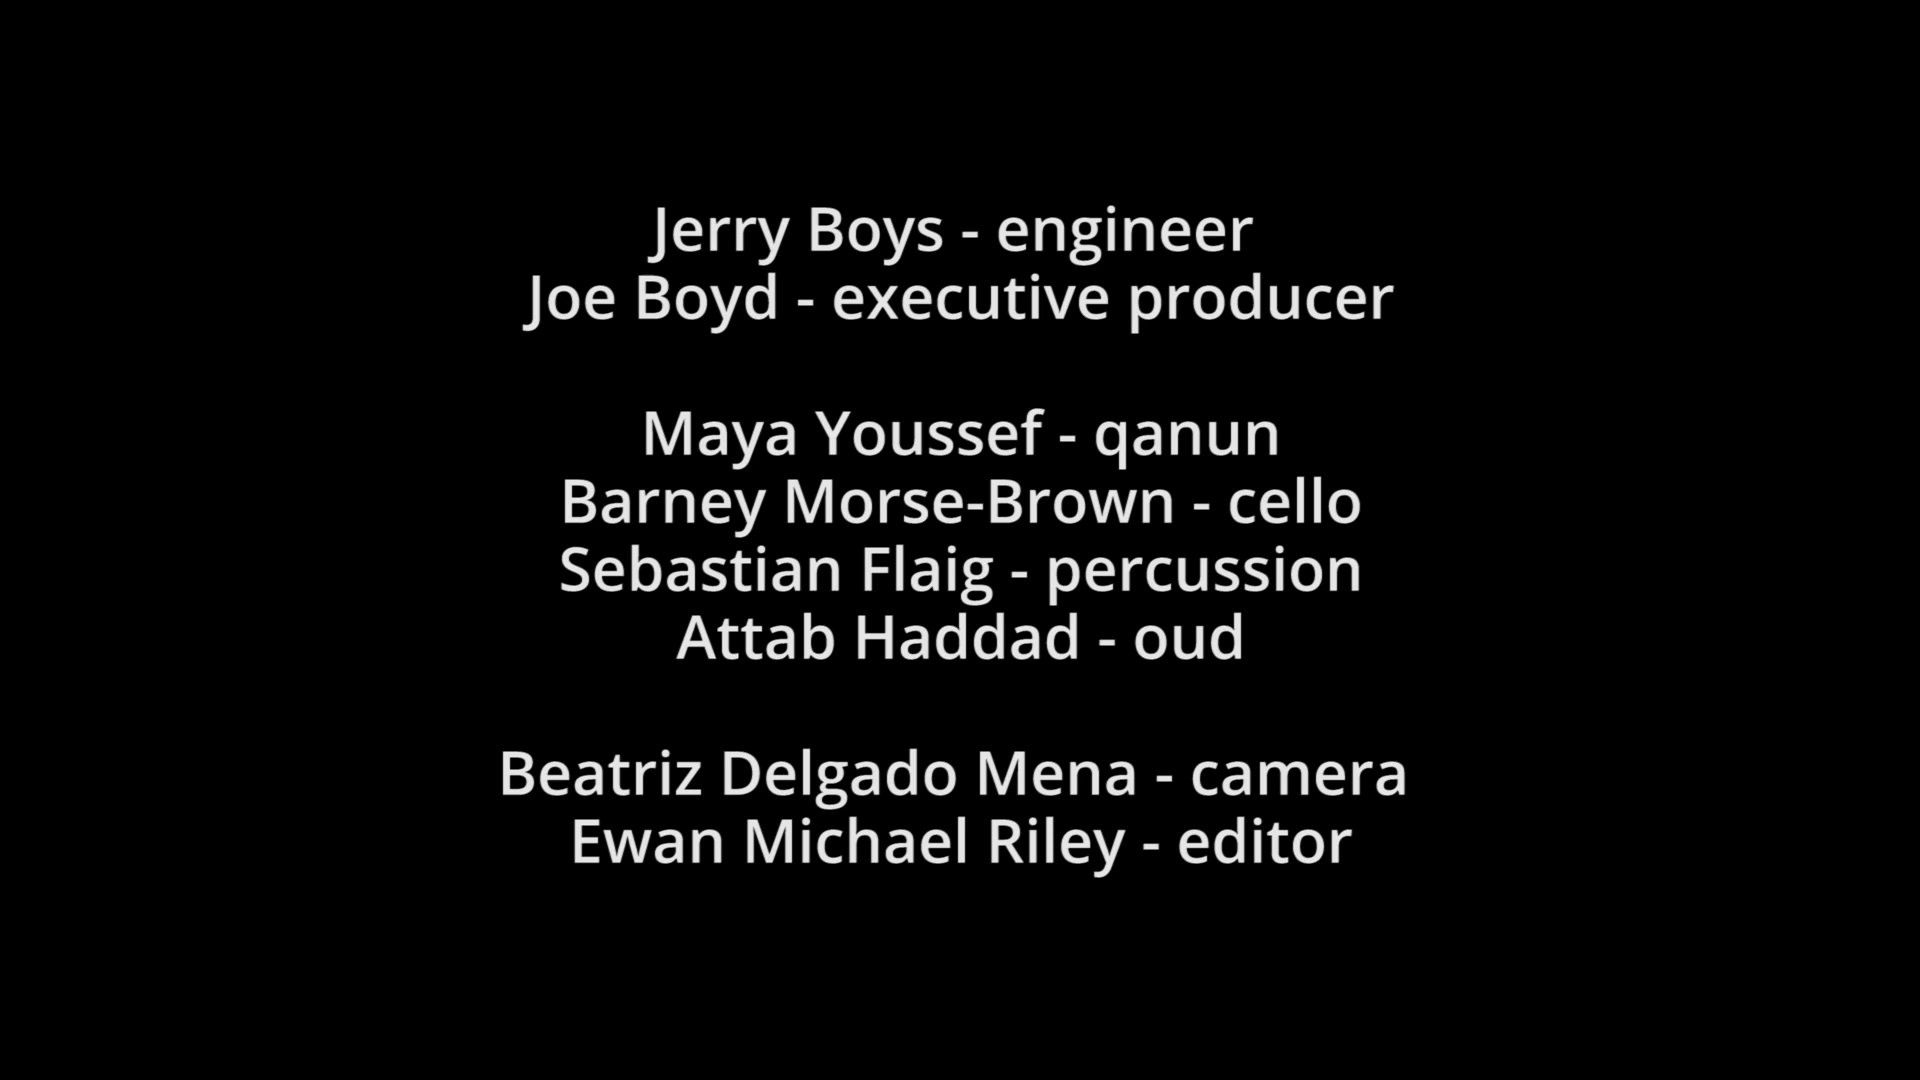 Jerry Boys - engineer
Joe Boyd - executive producer
Maya Youssef - qanun
Barney Morse-Brown - cello
Sebastian Flaig - percussion
Attab Haddad - oud
Beatriz Delgado Mena - camera
Ewan Michael Riley - editor